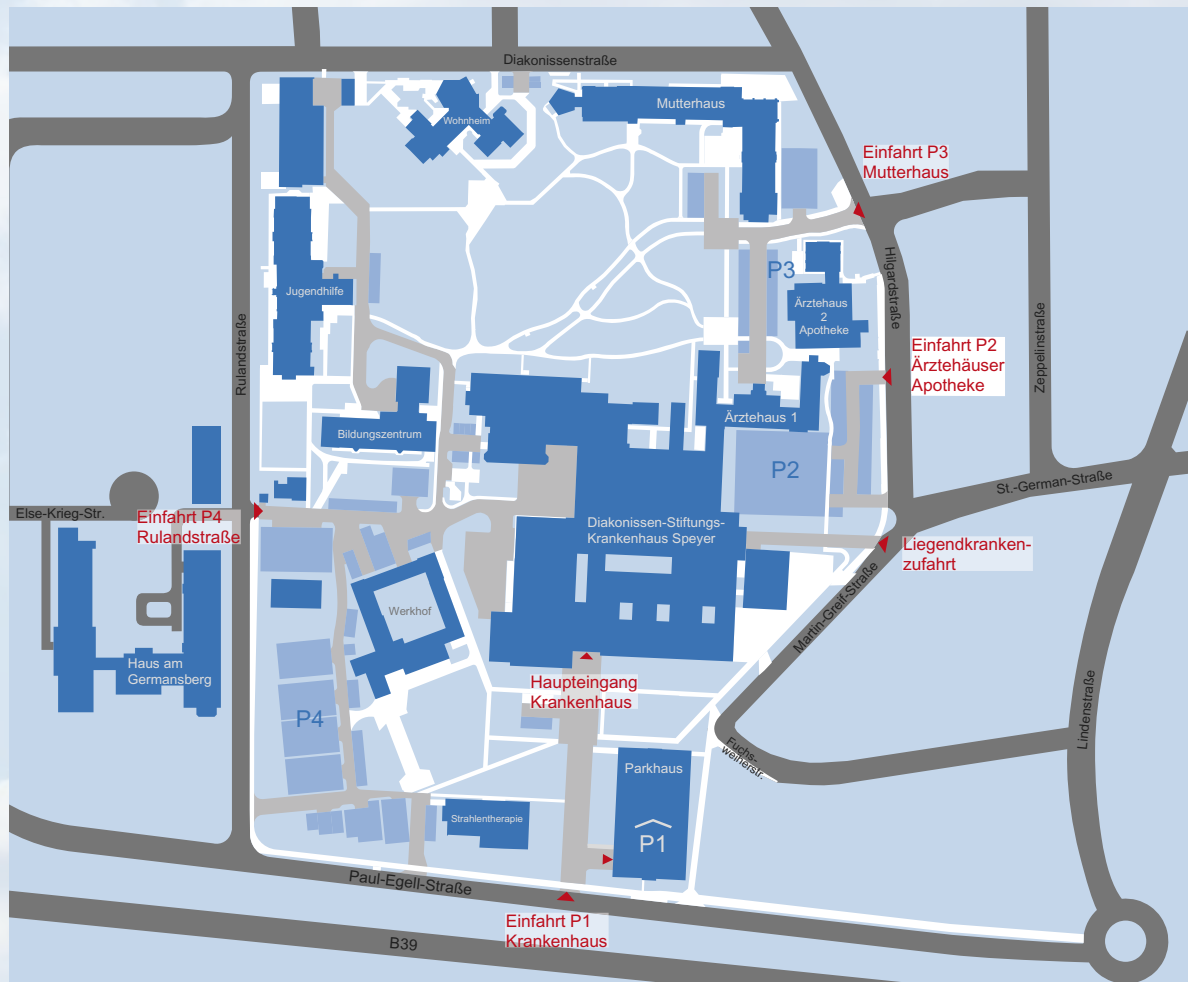 Diakonissenstraße
Mutterhaus
Wohnheim
Einfahrt P3
Mutterhaus
Hilgardstraße
P3
Jugendhilfe
Ärztehaus
2
Apotheke
Rulandstraße
Zeppelinstraße
Einfahrt P2
Ärztehäuser
Apotheke
Ärztehaus 1
Bildungszentrum
P2
St.-German-Straße
Else-Krieg-Str.
Einfahrt P4
Rulandstraße
Diakonissen-Stiftungs-
Krankenhaus Speyer
Liegendkranken-
zufahrt
Martin-Greif-Straße
Werkhof
Haus am
Germansberg
Haupteingang
Krankenhaus
P4
Lindenstraße
Fuchs-
weiherstr.
Parkhaus
P1
Strahlentherapie
Paul-Egell-Straße
Einfahrt P1
Krankenhaus
B39